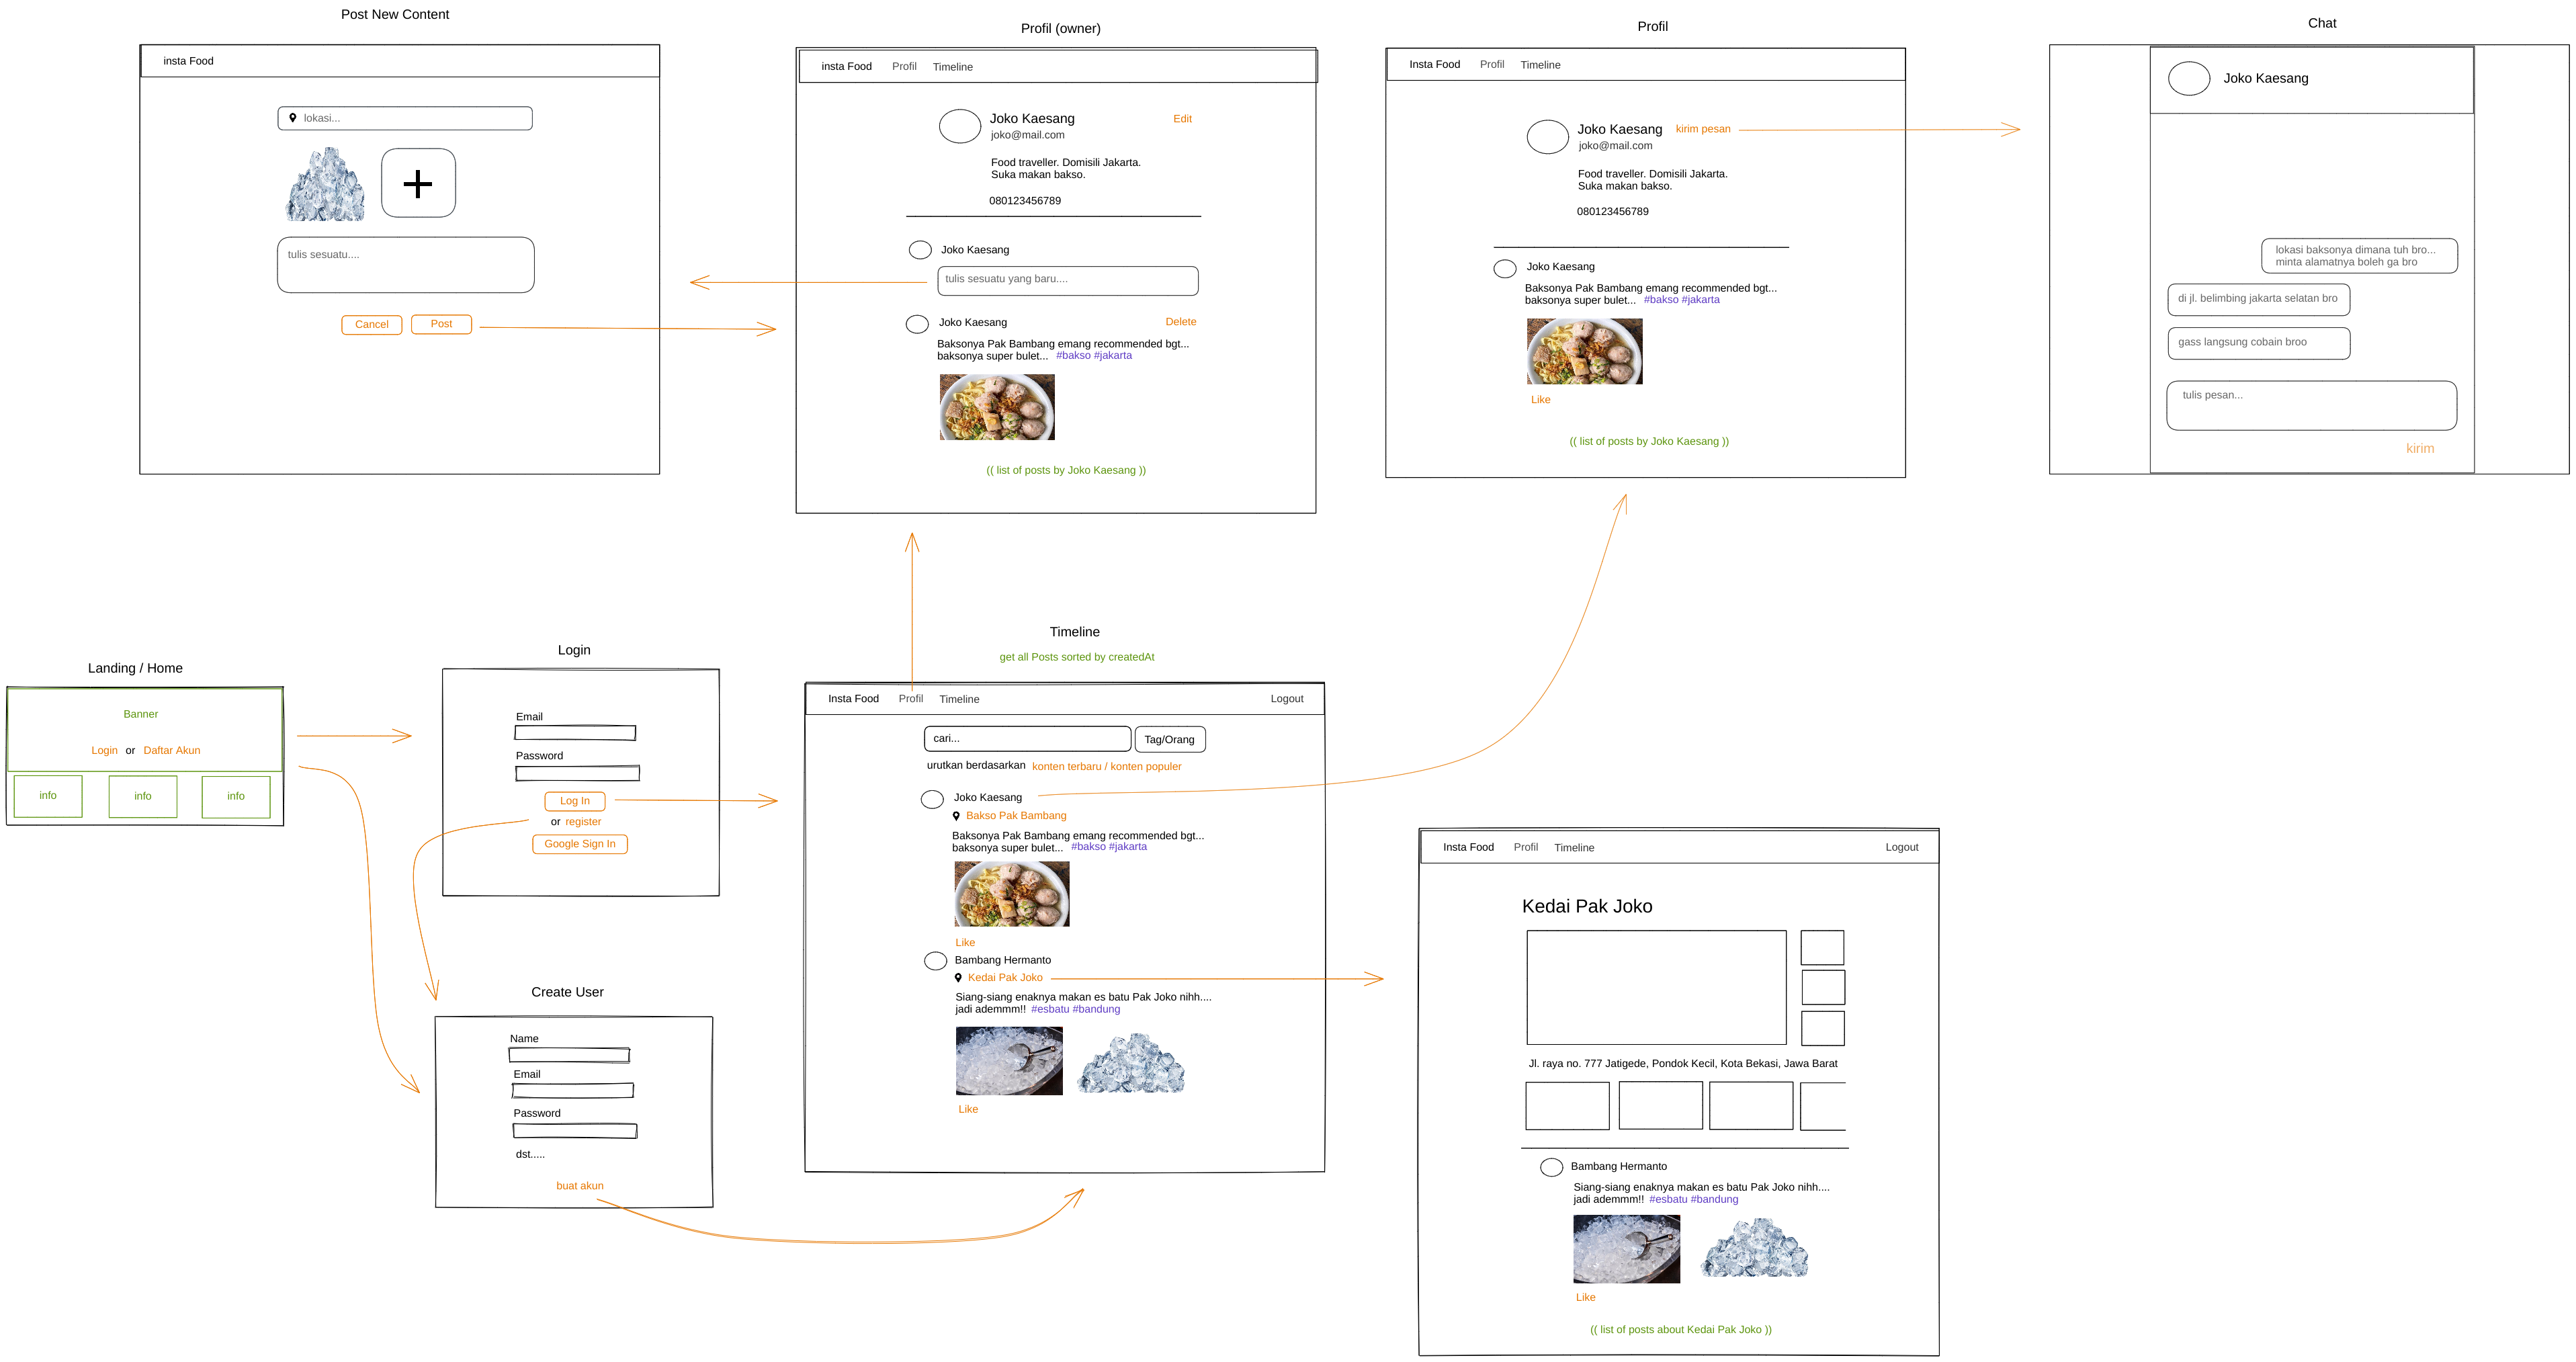 Post New Content
insta Food
lokasi...
tulis sesuatu....
Cancel
Post
Profil (owner)
insta Food
Profil
Timeline
Joko Kaesang
Edit
joko@mail.com
Food traveller. Domisili Jakarta.
Suka makan bakso.
080123456789
Joko Kaesang
tulis sesuatu yang baru....
Joko Kaesang
Delete
Baksonya Pak Bambang emang recommended bgt...
baksonya super bulet... #bakso #jakarta
(( list of posts by Joko Kaesang ))
Profil
Insta Food
Profil
Timeline
Joko Kaesang
kirim pesan
joko@mail.com
Food traveller. Domisili Jakarta.
Suka makan bakso.
080123456789
Joko Kaesang
Baksonya Pak Bambang emang recommended bgt...
baksonya super bulet... #bakso #jakarta
Like
(( list of posts by Joko Kaesang ))
Chat
Joko Kaesang
lokasi baksonya dimana tuh bro...
minta alamatnya boleh ga bro
di jl. belimbing jakarta selatan bro
gass langsung cobain broo
tulis pesan...
kirim
Landing / Home
Banner
Login or Daftar Akun
info
info
info
Login
Email
Password
Log In
or register
Google Sign In
Create User
Name
Email
Password
dst.....
buat akun
Timeline
get all Posts sorted by createdAt
Insta Food
Profil
Timeline
Logout
cari...
Tag/Orang
urutkan berdasarkan konten terbaru / konten populer
Joko Kaesang
Bakso Pak Bambang
Baksonya Pak Bambang emang recommended bgt...
baksonya super bulet... #bakso #jakarta
Like
Bambang Hermanto
Kedai Pak Joko
Siang-siang enaknya makan es batu Pak Joko nihh....
jadi ademmm!! #esbatu #bandung
Like
Insta Food
Profil
Timeline
Logout
Kedai Pak Joko
Jl. raya no. 777 Jatigede, Pondok Kecil, Kota Bekasi, Jawa Barat
Bambang Hermanto
Siang-siang enaknya makan es batu Pak Joko nihh....
jadi ademmm!! #esbatu #bandung
Like
(( list of posts about Kedai Pak Joko ))